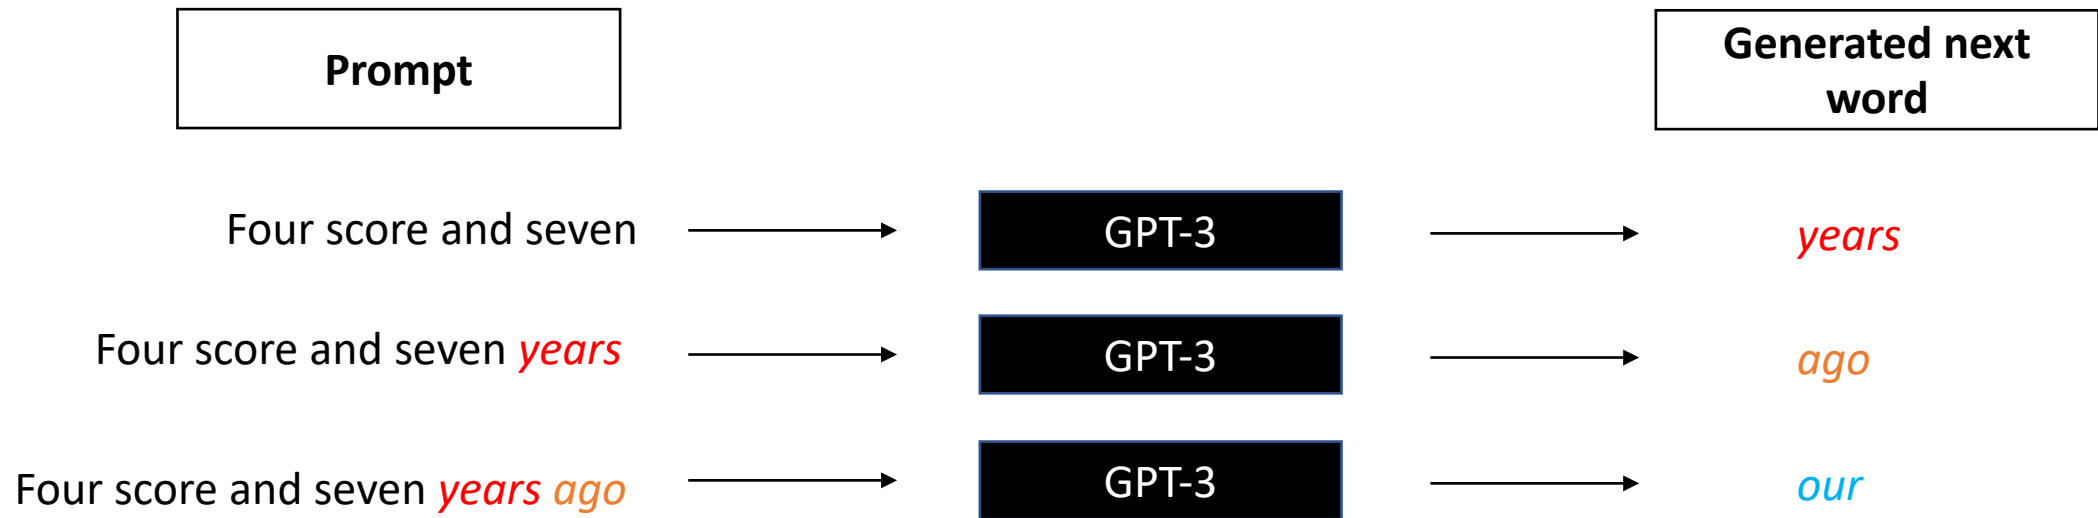 Prompt
Generated next
word
Four score and seven GPT-3 years
Four score and seven years GPT-3 ago
Four score and seven years ago GPT-3 our